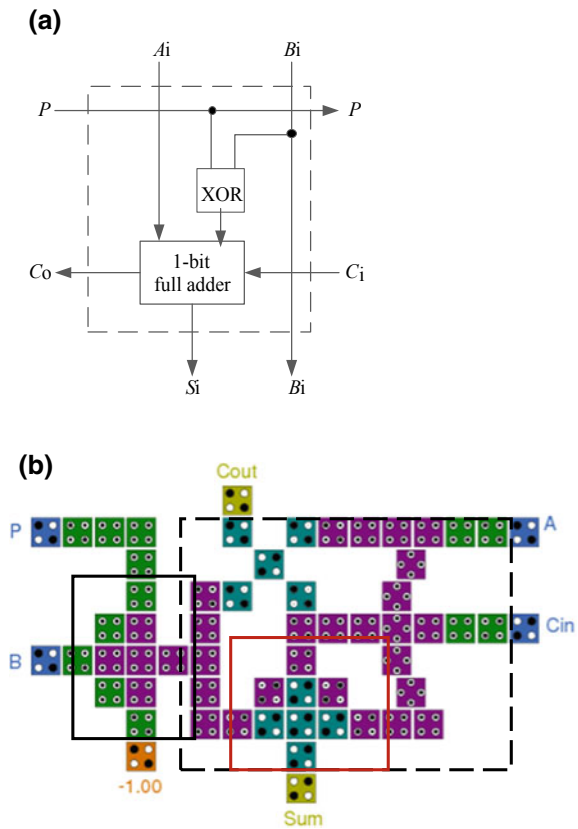 (a)
Ai Bi
P P
XOR
1-bit
full adder
Co Ci
Si Bi
(b)
Cout
P A
B Cin
-1.00
Sum